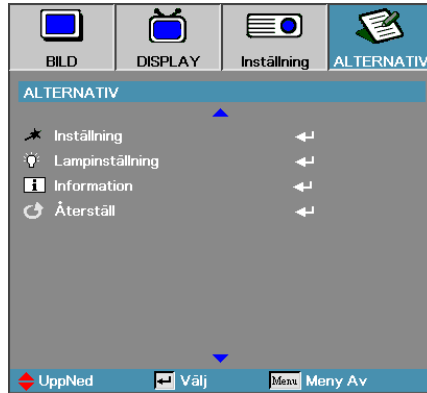 BILD DISPLAY Inställning ALTERNATIV
ALTERNATIV
Inställning
Lampinställning
i Information
Återställ
UppNed Välj Menu Meny Av